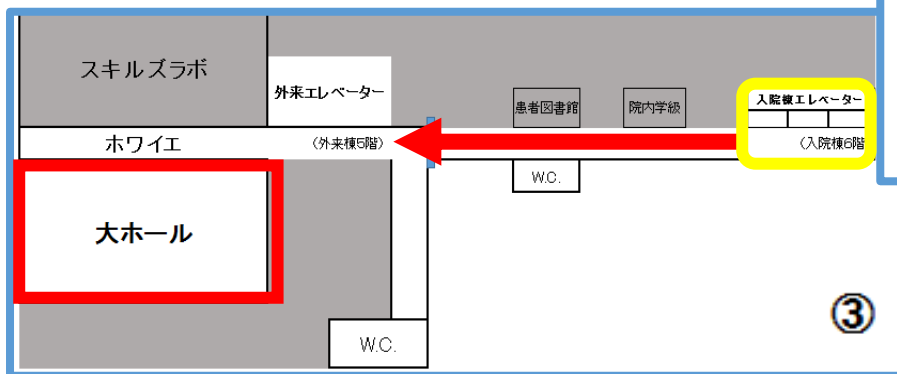 スキルズラボ
外来エレベーター
患者図書館
院内学級
入院棟エレベーター
ホワイエ
(外来棟5階)
(入院棟6階
W.C.
大ホール
③
W.C.